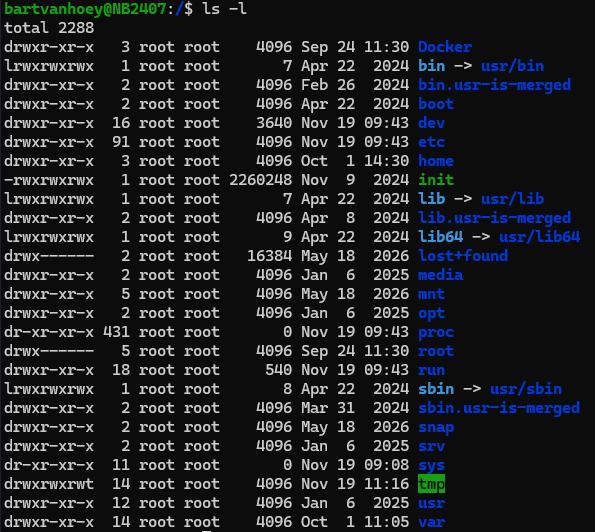 bartvanhoey@NB2407:/$ ls -l
total 2288
drwxr-xr-x   3 root root    4096 Sep 24 11:30 Docker
lrwxrwxrwx   1 root root       7 Apr 22  2024 bin -> usr/bin
drwxr-xr-x   2 root root    4096 Feb 26  2024 bin.usr-is-merged
drwxr-xr-x   2 root root    4096 Apr 22  2024 boot
drwxr-xr-x  16 root root    3640 Nov 19 09:43 dev
drwxr-xr-x  91 root root    4096 Nov 19 09:43 etc
drwxr-xr-x   3 root root    4096 Oct  1 14:30 home
-rwxrwxrwx   1 root root 2260248 Nov  9  2024 init
lrwxrwxrwx   1 root root       7 Apr 22  2024 lib -> usr/lib
drwxr-xr-x   2 root root    4096 Apr  8  2024 lib.usr-is-merged
lrwxrwxrwx   1 root root       9 Apr 22  2024 lib64 -> usr/lib64
drwx------   2 root root   16384 May 18  2026 lost+found
drwxr-xr-x   2 root root    4096 Jan  6  2025 media
drwxr-xr-x   5 root root    4096 May 18  2026 mnt
drwxr-xr-x   2 root root    4096 Jan  6  2025 opt
dr-xr-xr-x 431 root root       0 Nov 19 09:43 proc
drwx------   5 root root    4096 Sep 24 11:30 root
drwxr-xr-x  18 root root     540 Nov 19 09:43 run
lrwxrwxrwx   1 root root       8 Apr 22  2024 sbin -> usr/sbin
drwxr-xr-x   2 root root    4096 Mar 31  2024 sbin.usr-is-merged
drwxr-xr-x   2 root root    4096 May 18  2026 snap
drwxr-xr-x   2 root root    4096 Jan  6  2025 srv
dr-xr-xr-x  11 root root       0 Nov 19 09:08 sys
drwxrwxrwt  14 root root    4096 Nov 19 11:16 tmp
drwxr-xr-x  12 root root    4096 Jan  6  2025 usr
drwxr-xr-x  14 root root    4096 Oct  1 11:05 var